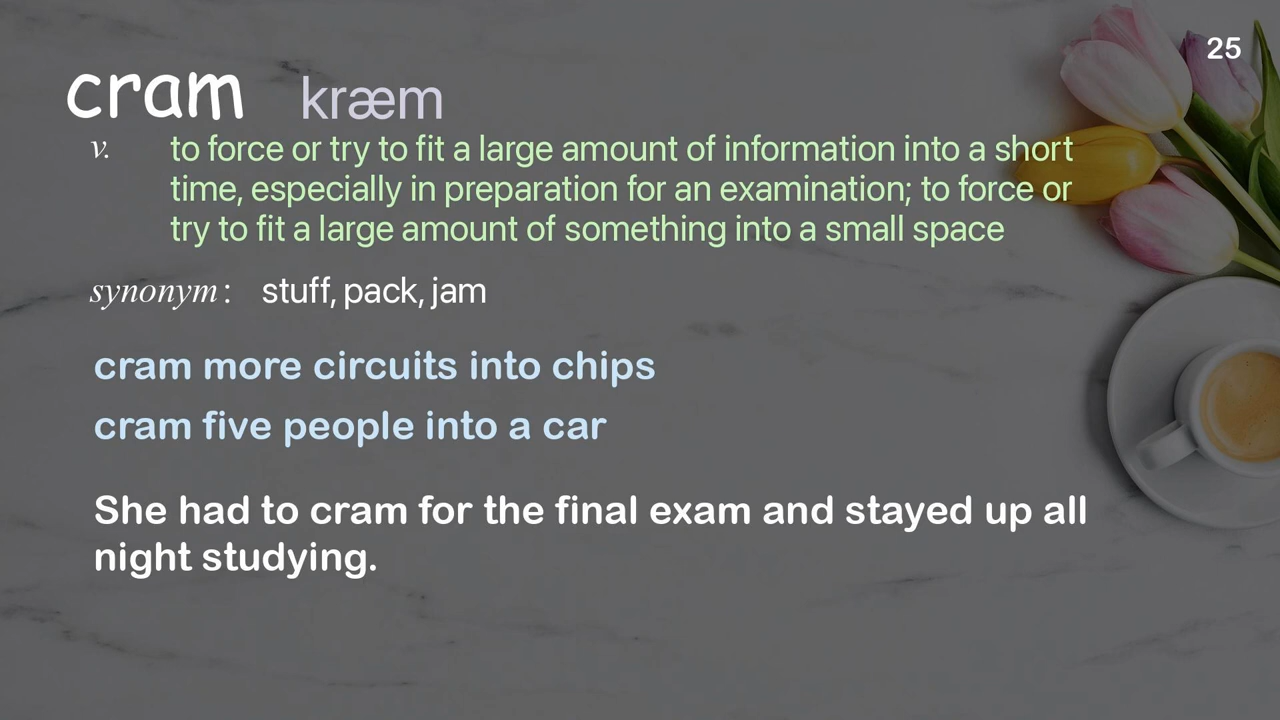 25
cram kræm
v. to force or try to fit a large amount of information into a short
time, especially in preparation for an examination; to force or
try to fit a large amount of something into a small space
synonym: stuff, pack, jam
cram more circuits into chips
cram five people into a car
She had to cram for the final exam and stayed up all
night studying.